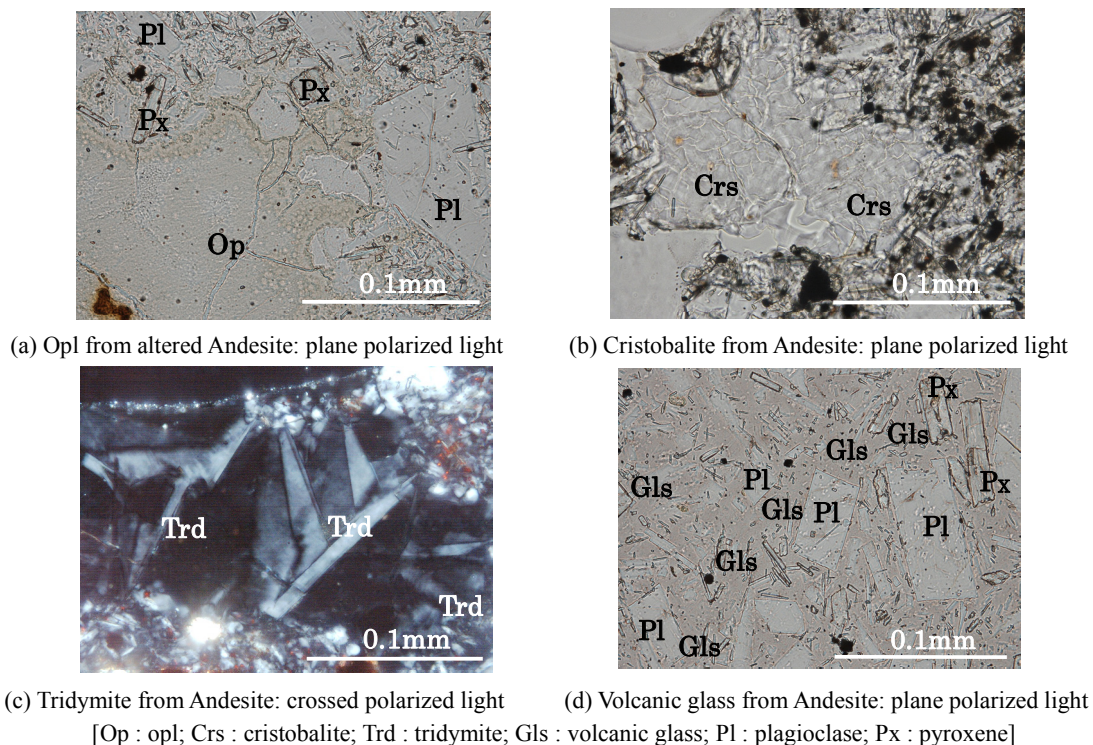 Pl
Px
Px
Pl
Op
0.1mm
(a) Opl from altered Andesite: plane polarized light
Crs
Crs
0.1mm
(b) Cristobalite from Andesite: plane polarized light
Trd
Trd
Trd
0.1mm
(c) Tridymite from Andesite: crossed polarized light
Px
Gls
Gls
Gls
Pl
Px
Gls
Pl
Pl
Gls
Pl
Gls
0.1mm
(d) Volcanic glass from Andesite: plane polarized light
[Op : opl; Crs : cristobalite; Trd : tridymite; Gls : volcanic glass; Pl : plagioclase; Px : pyroxene]